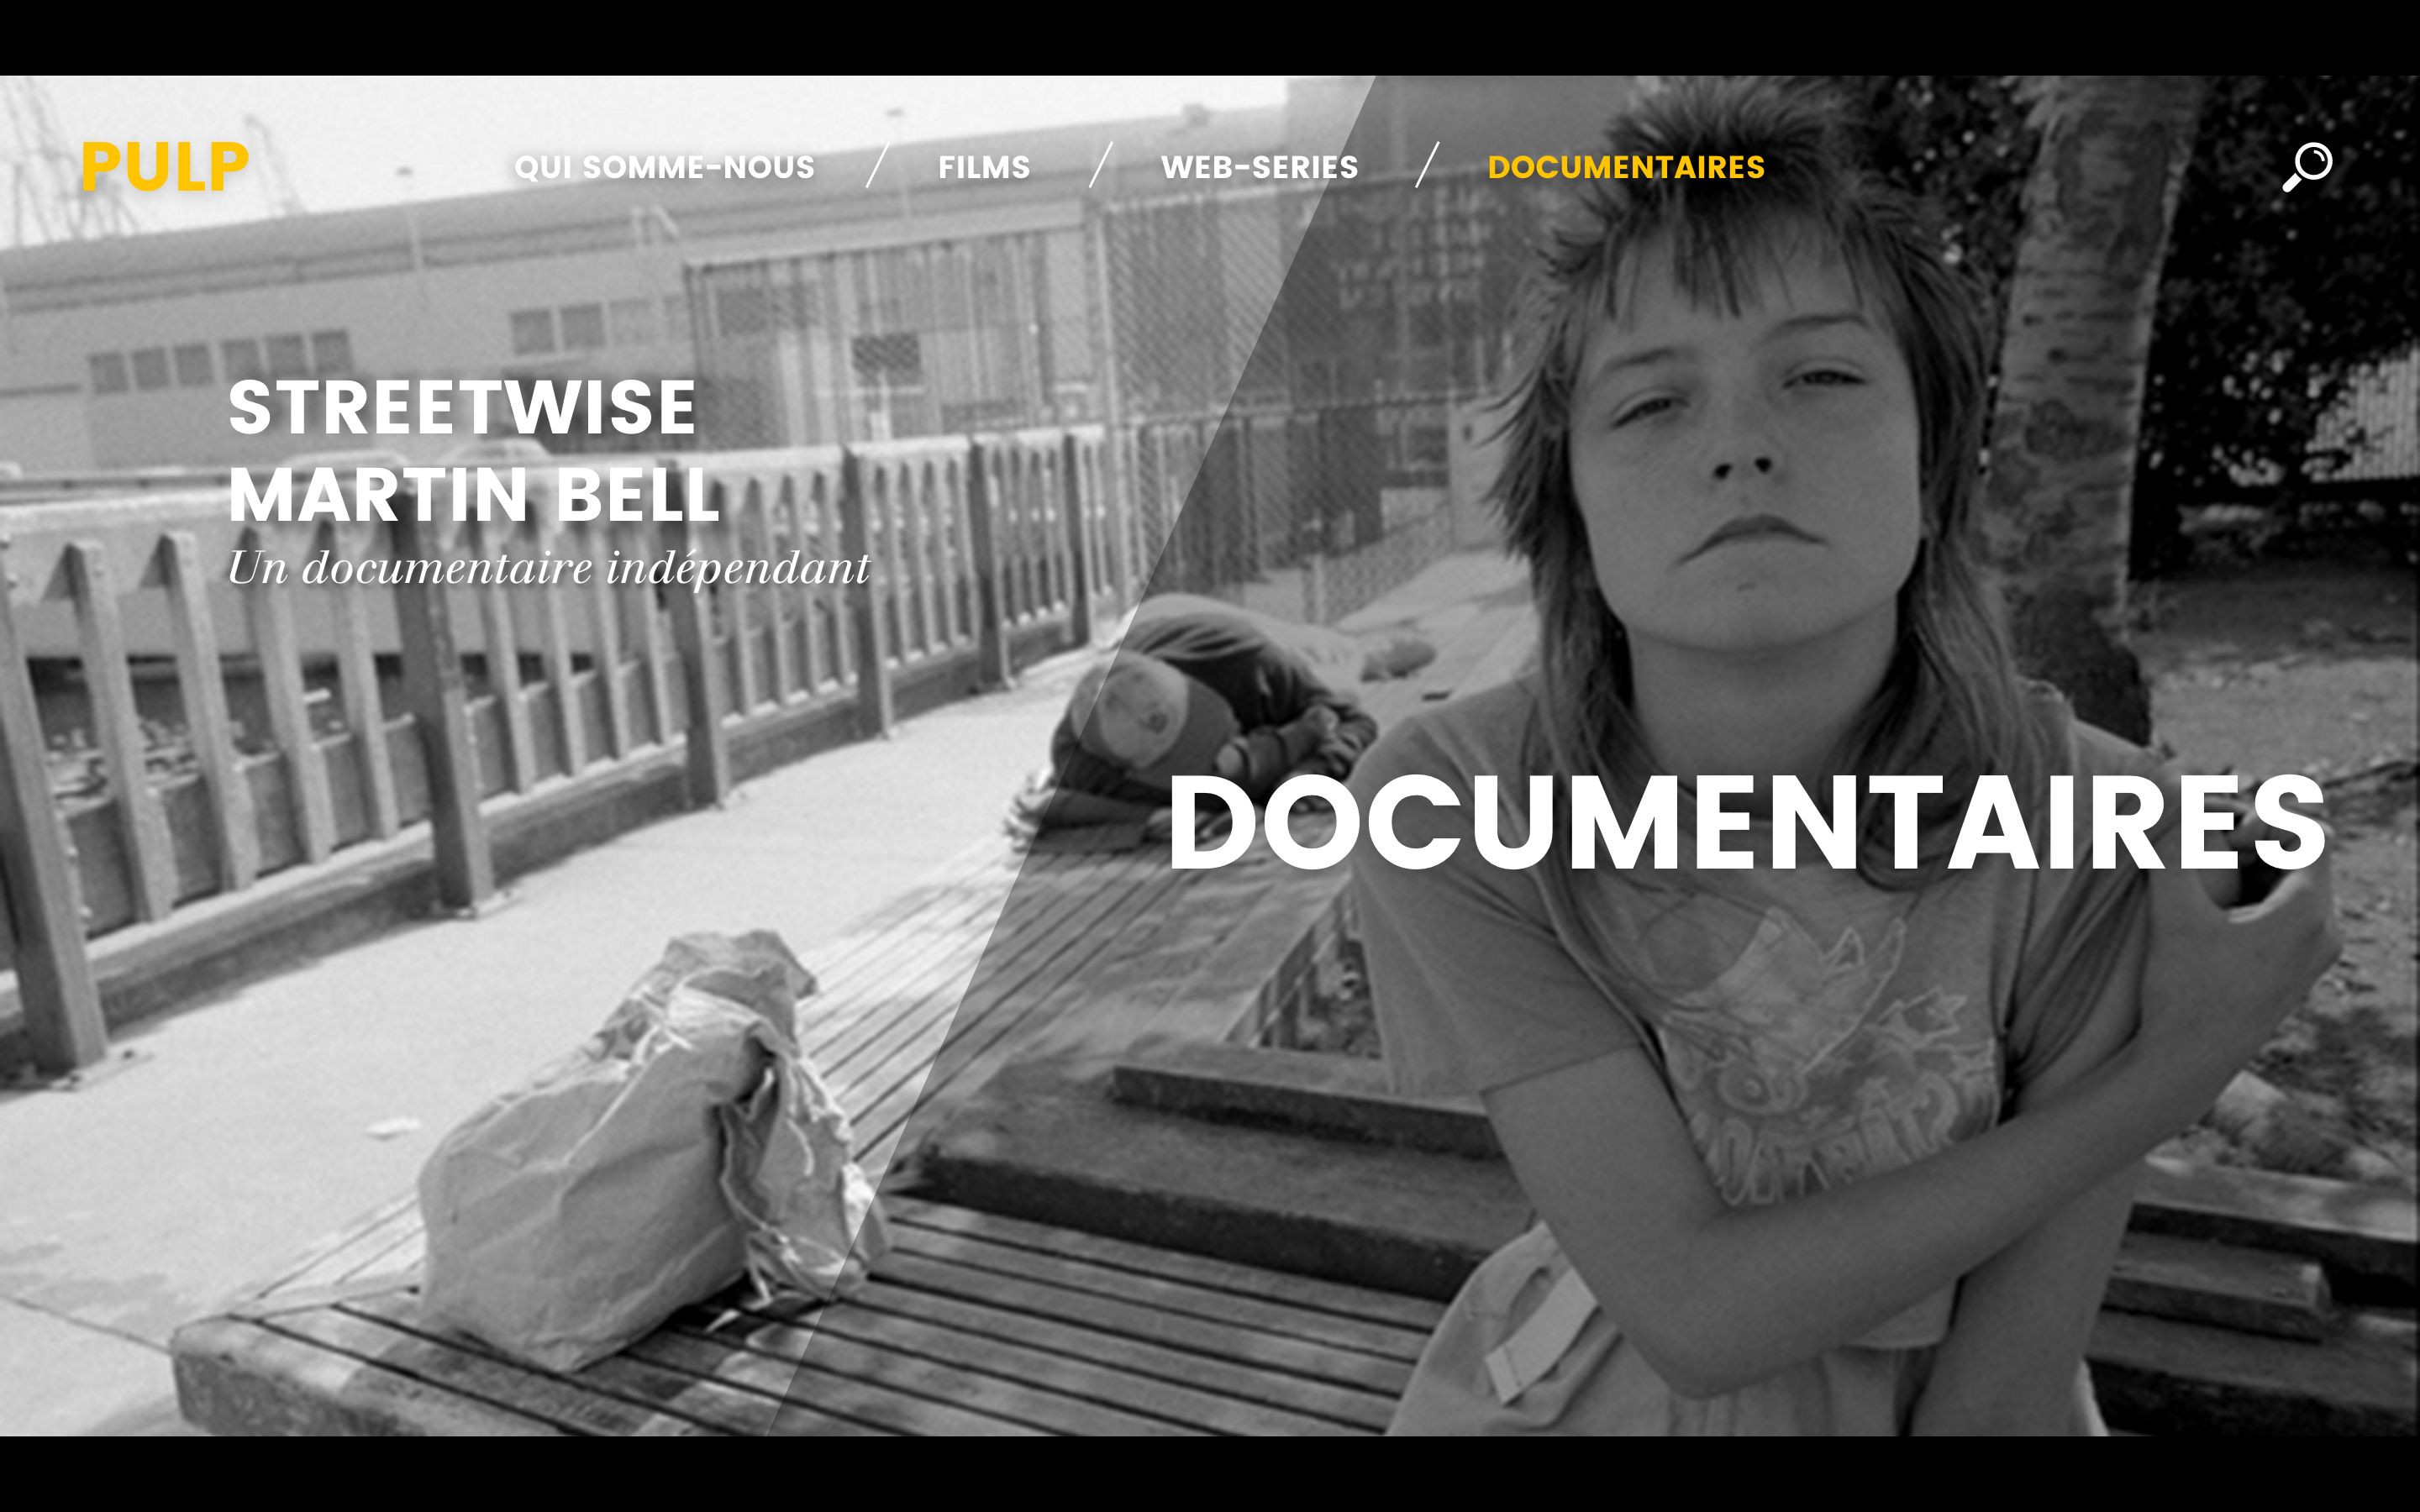 PULP
QUI SOMME-NOUS / FILMS / WEB-SERIES / DOCUMENTAIRES
STREETWISE
MARTIN BELL
Un documentaire indépendant
DOCUMENTAIRES